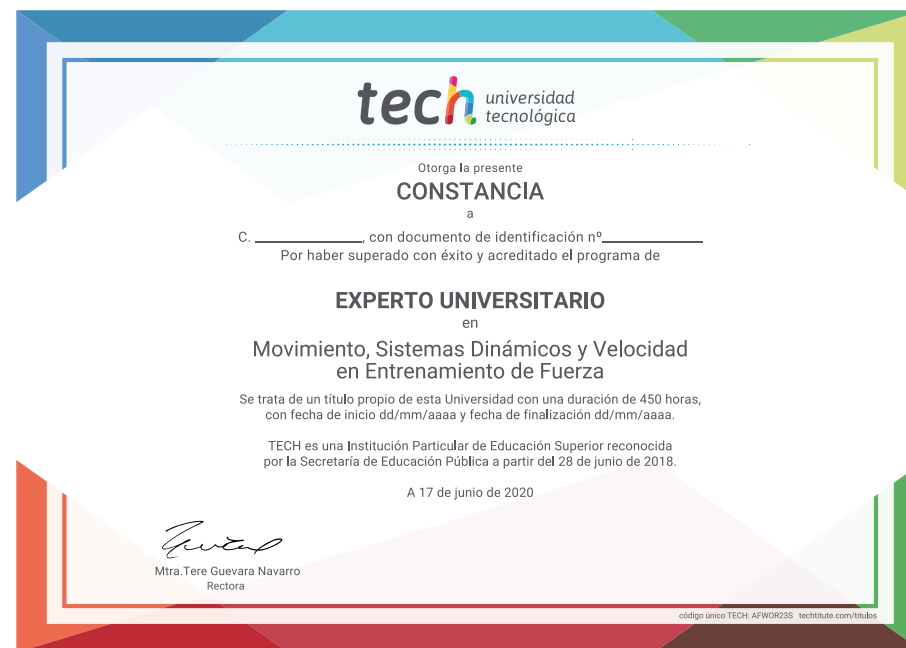 tech universidad
tecnológica
Otorga la presente
CONSTANCIA
a
C. ____________, con documento de identificación nº____________
Por haber superado con éxito y acreditado el programa de
EXPERTO UNIVERSITARIO
en
Movimiento, Sistemas Dinámicos y Velocidad
en Entrenamiento de Fuerza
Se trata de un título propio de esta Universidad con una duración de 450 horas,
con fecha de inicio dd/mm/aaaa y fecha de finalización dd/mm/aaaa.
TECH es una Institución Particular de Educación Superior reconocida
por la Secretaría de Educación Pública a partir del 28 de junio de 2018.
A 17 de junio de 2020
Mtra.Tere Guevara Navarro
Rectora
código único TECH: AFWOR23S techtitute.com/titulos